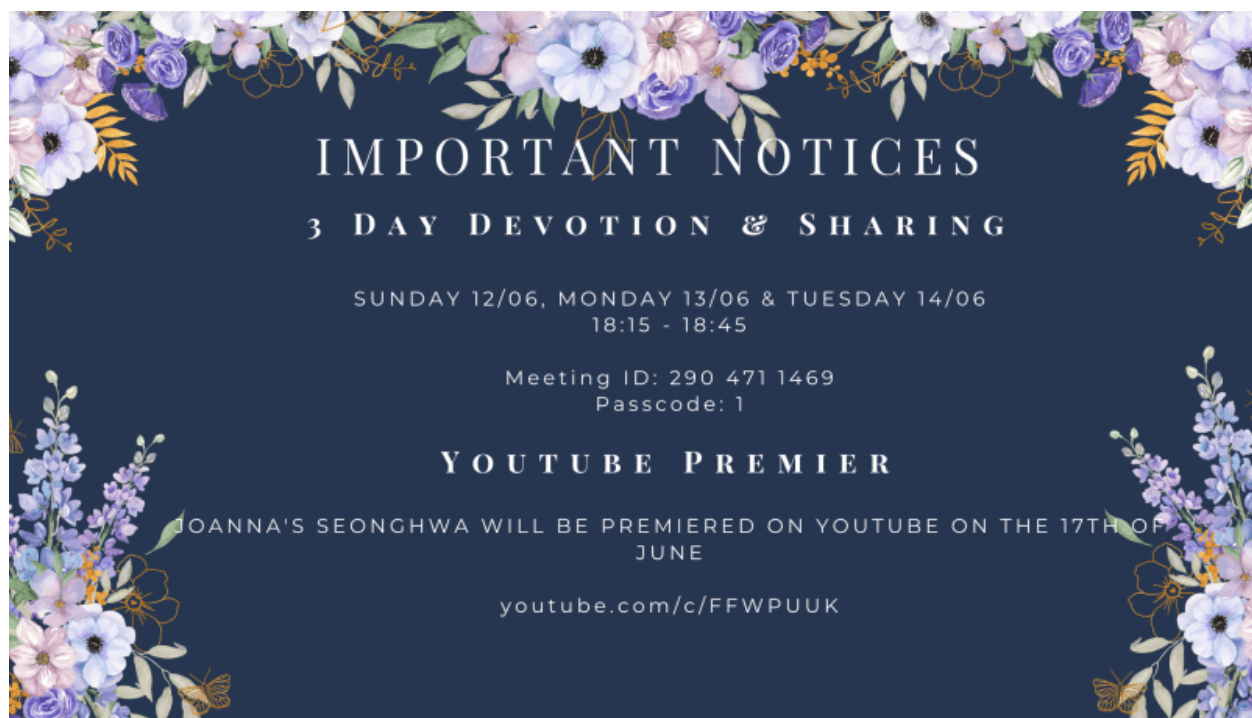 IMPORTANT NOTICES
3 Day Devotion & Sharing
SUNDAY 12/06, MONDAY 13/06 & TUESDAY 14/06
18:15 - 18:45
Meeting ID: 290 471 1469
Passcode: 1
Youtube Premier
JOANNA'S SEONGHWA WILL BE PREMIERED ON YOUTUBE ON THE 17TH OF
JUNE
youtube.com/c/FFWPUUK